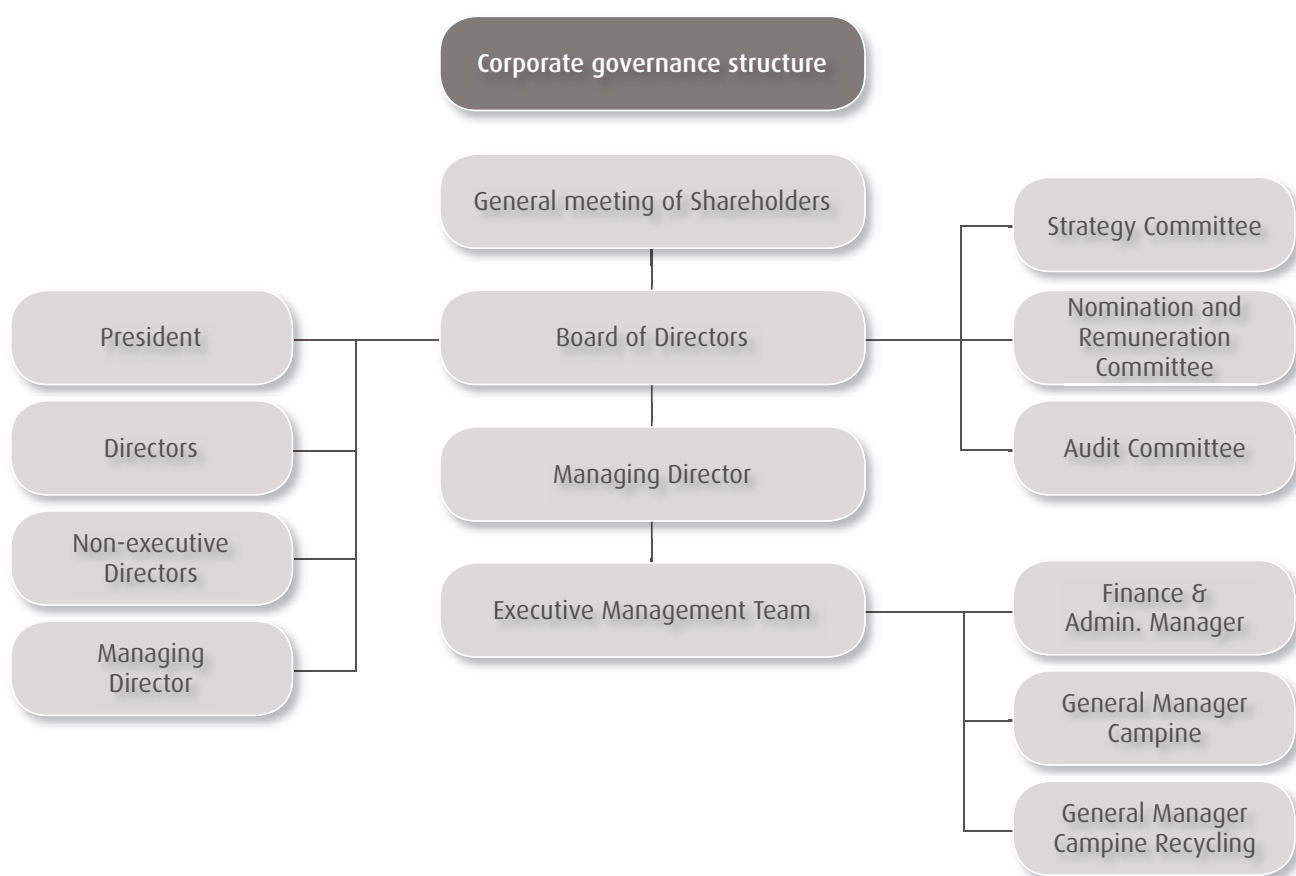 Corporate governance structure
General meeting of Shareholders
Strategy Committee
President
Board of Directors
Nomination and
Remuneration
Committee
Directors
Managing Director
Audit Committee
Non-executive
Directors
Executive Management Team
Finance &
Admin. Manager
Managing
Director
General Manager
Campine
General Manager
Campine Recycling